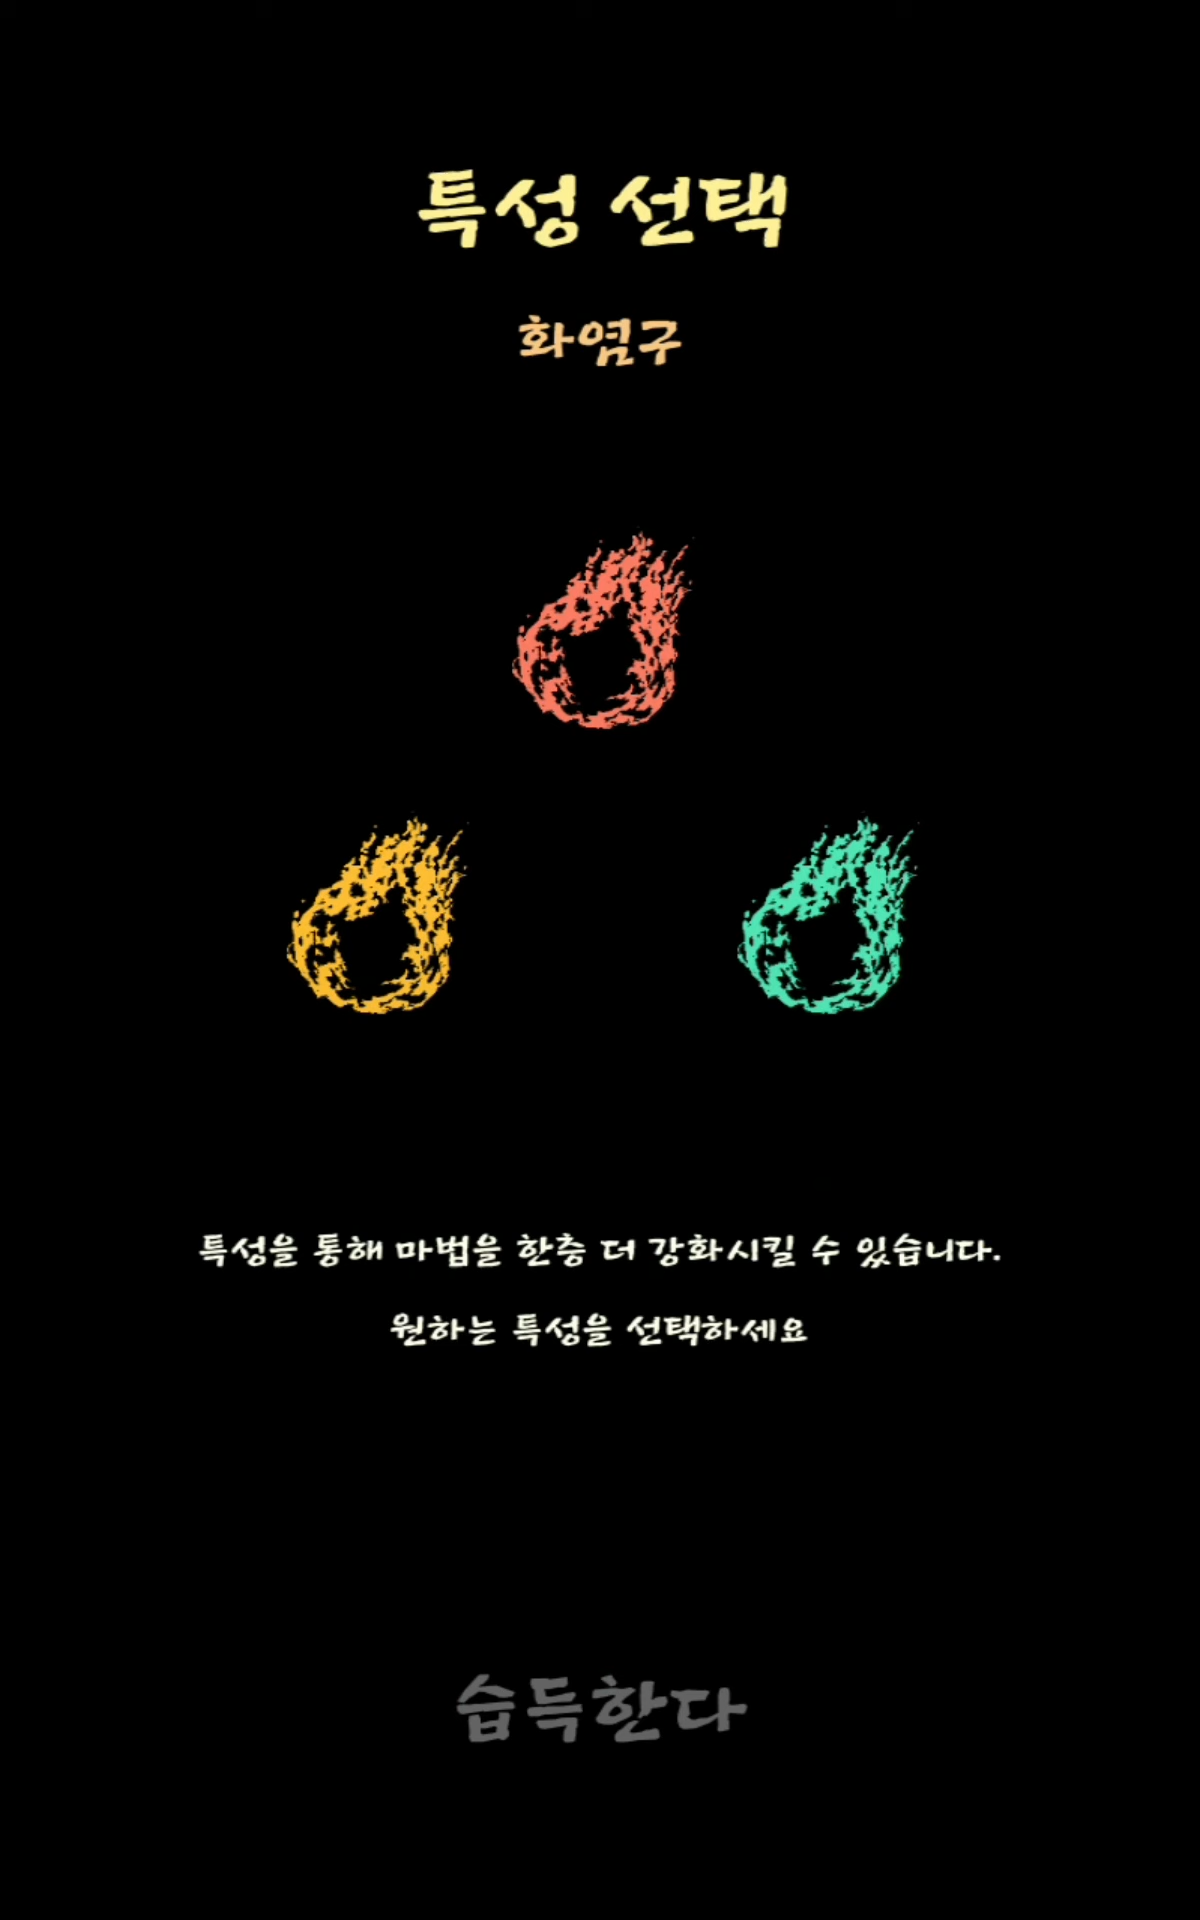 특성 선택
화염구
특성을 통해 마법을 한층 더 강화시킬 수 있습니다.
원하는 특성을 선택하세요
습득한다